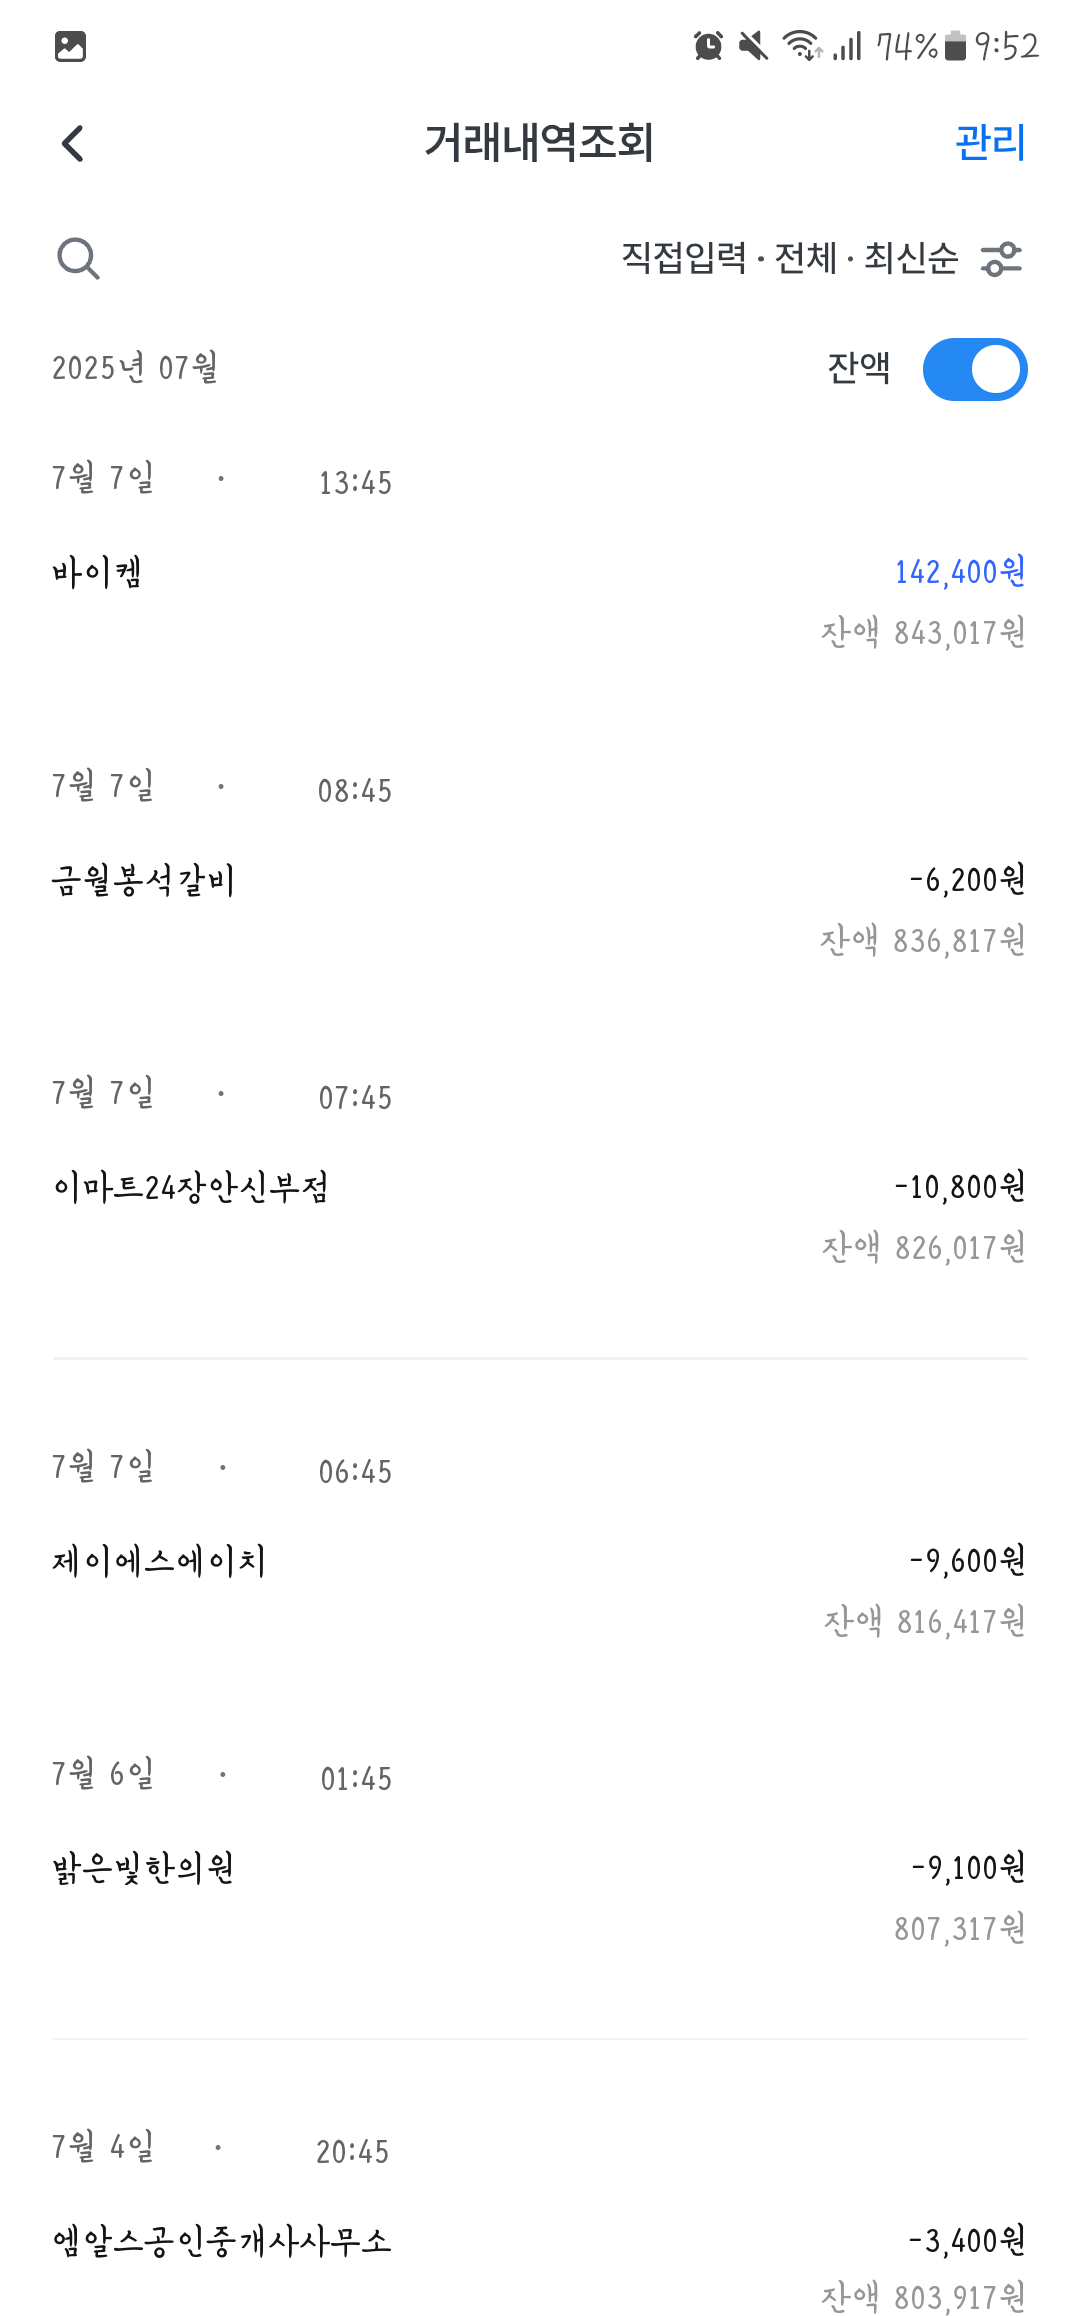 74% 9:52
거래내역조회 관리
직접입력 · 전체 · 최신순
2025년 07월 잔액
7월 7일 · 13:45
바이켐 142,400원
잔액 843,017원
7월 7일 · 08:45
금월봉석갈비 -6,200원
잔액 836,817원
7월 7일 · 07:45
이마트24장안신부점 -10,800원
잔액 826,017원
7월 7일 · 06:45
제이에스에이치 -9,600원
잔액 816,417원
7월 6일 · 01:45
밝은빛한의원 -9,100원
807,317원
7월 4일 · 20:45
엠알스공인중개사사무소 -3,400원
잔액 803,917원